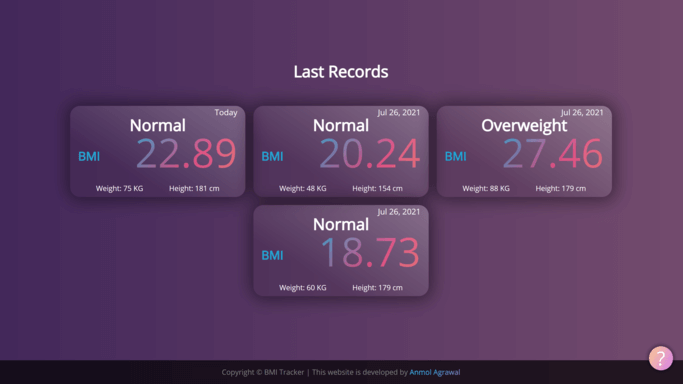 Last Records
Today
Normal
BMI 22.89
Weight: 75 KG Height: 181 cm
Jul 26, 2021
Normal
BMI 20.24
Weight: 48 KG Height: 154 cm
Jul 26, 2021
Overweight
BMI 27.46
Weight: 88 KG Height: 179 cm
Jul 26, 2021
Normal
BMI 18.73
Weight: 60 KG Height: 179 cm
?
Copyright © BMI Tracker | This website is developed by Anmol Agrawal